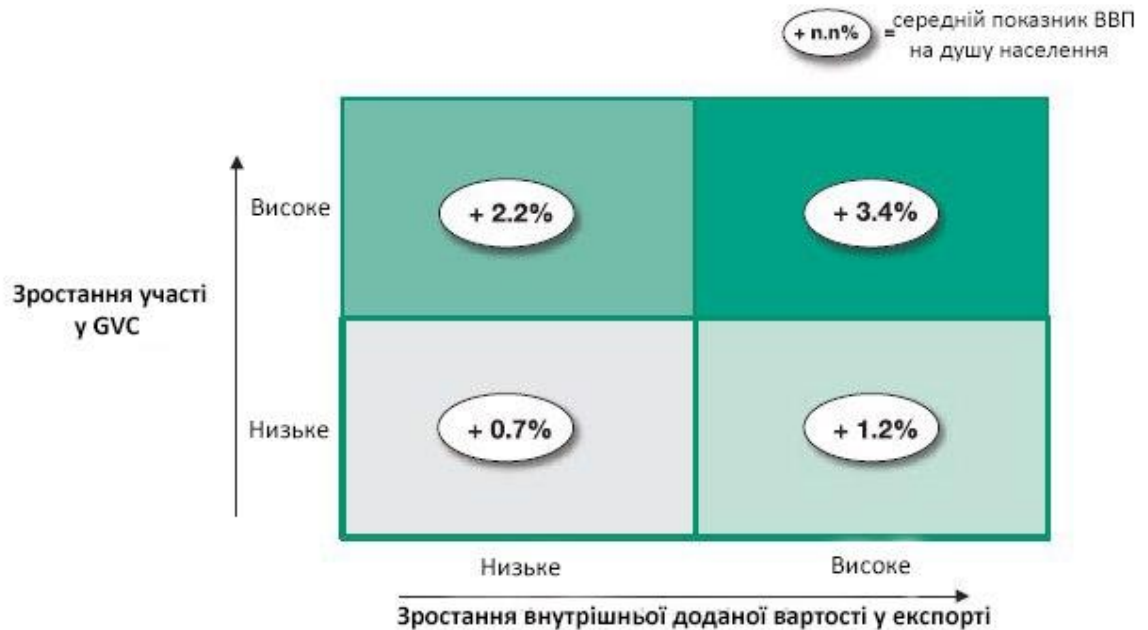 + n.n% = середній показник ВВП
на душу населення
Високе
+ 2.2%
+ 3.4%
Зростання участі
у GVC
Низьке
+ 0.7%
+ 1.2%
Низьке
Високе
Зростання внутрішньої доданої вартості у експорті